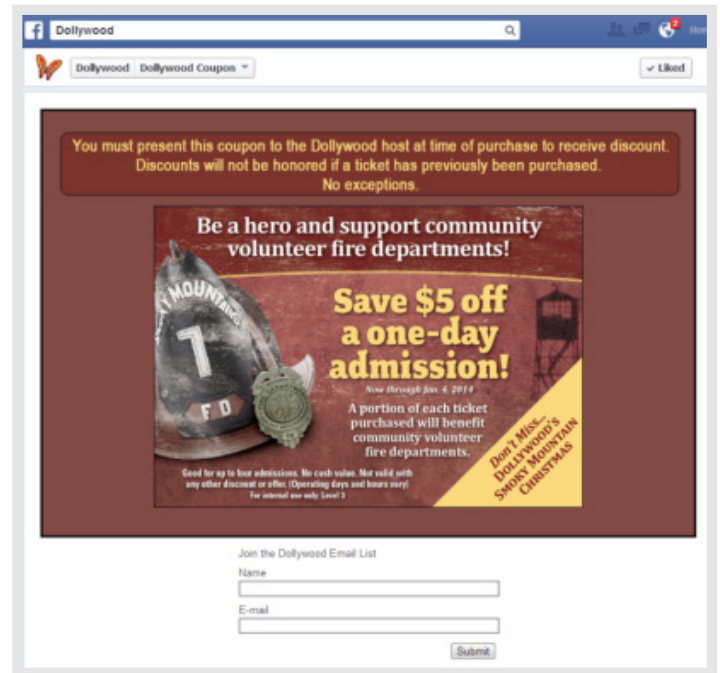 Dollywood
2
Hom
Dollywood Dollywood Coupon
✓ Liked
You must present this coupon to the Dollywood host at time of purchase to receive discount.
Discounts will not be honored if a ticket has previously been purchased.
No exceptions.
Be a hero and support community
volunteer fire departments!
MOUNTAINS
1
F D
Save $5 off
a one-day
admission!
Now through Jan. 4, 2014
A portion of each ticket
purchased will benefit
community volunteer
fire departments.
Good for up to four admissions. No cash value. Not valid with
any other discount or offer. (Operating days and hours vary)
For internal use only: Level 3
Don't Miss...
DOLLYWOOD'S
SMOKY MOUNTAIN
CHRISTMAS
Join the Dollywood Email List
Name
E-mail
Submit